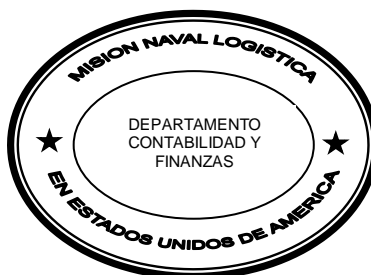 MISION NAVAL LOGISTICA
DEPARTAMENTO
CONTABILIDAD Y
FINANZAS
EN ESTADOS UNIDOS DE AMERICA